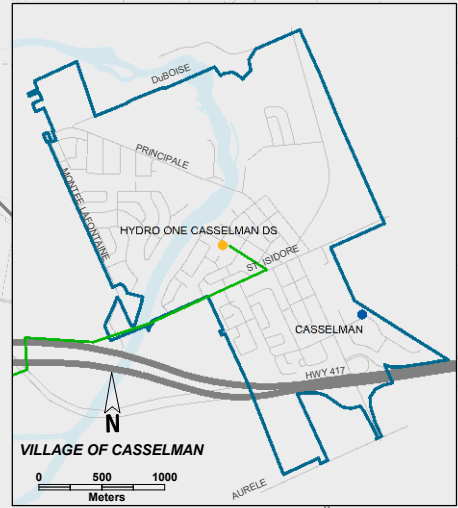 DuBOISE
PRINCIPALE
MONTEE LAFONTAINE
HYDRO ONE CASSELMAN DS
ST. ISIDORE
CASSELMAN
HWY 417
N
VILLAGE OF CASSELMAN
0 500 1000
Meters
AURELE